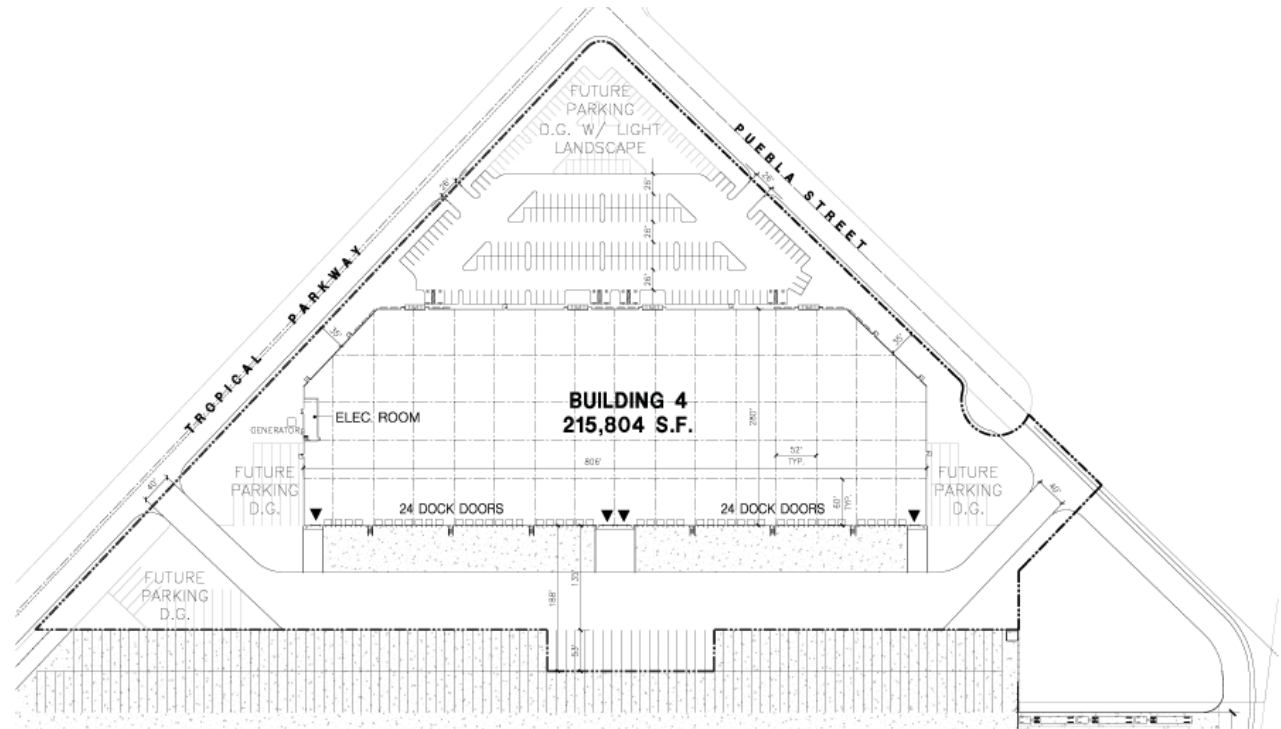 FUTURE
PARKING
D.G. W/ LIGHT
LANDSCAPE
PUEBLA STREET
26'
26'
26'
26'
26'
TROPICAL PARKWAY
35'
35'
BUILDING 4
215,804 S.F.
ELEC. ROOM
GENERATOR
280'
52'
TYP.
806'
FUTURE
PARKING
D.G.
FUTURE
PARKING
D.G.
40'
40'
60'
TYP.
24 DOCK DOORS
24 DOCK DOORS
FUTURE
PARKING
D.G.
188'
53'